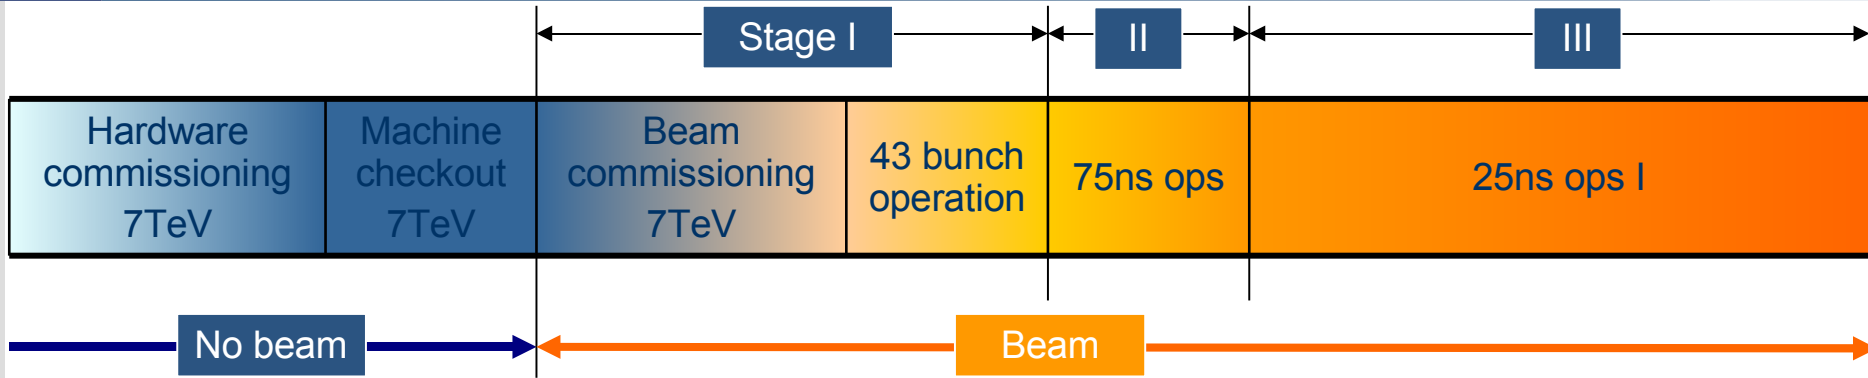 Stage I
II
III
Hardware
commissioning
7TeV
Machine
checkout
7TeV
Beam
commissioning
7TeV
43 bunch
operation
75ns ops
25ns ops I
No beam
Beam